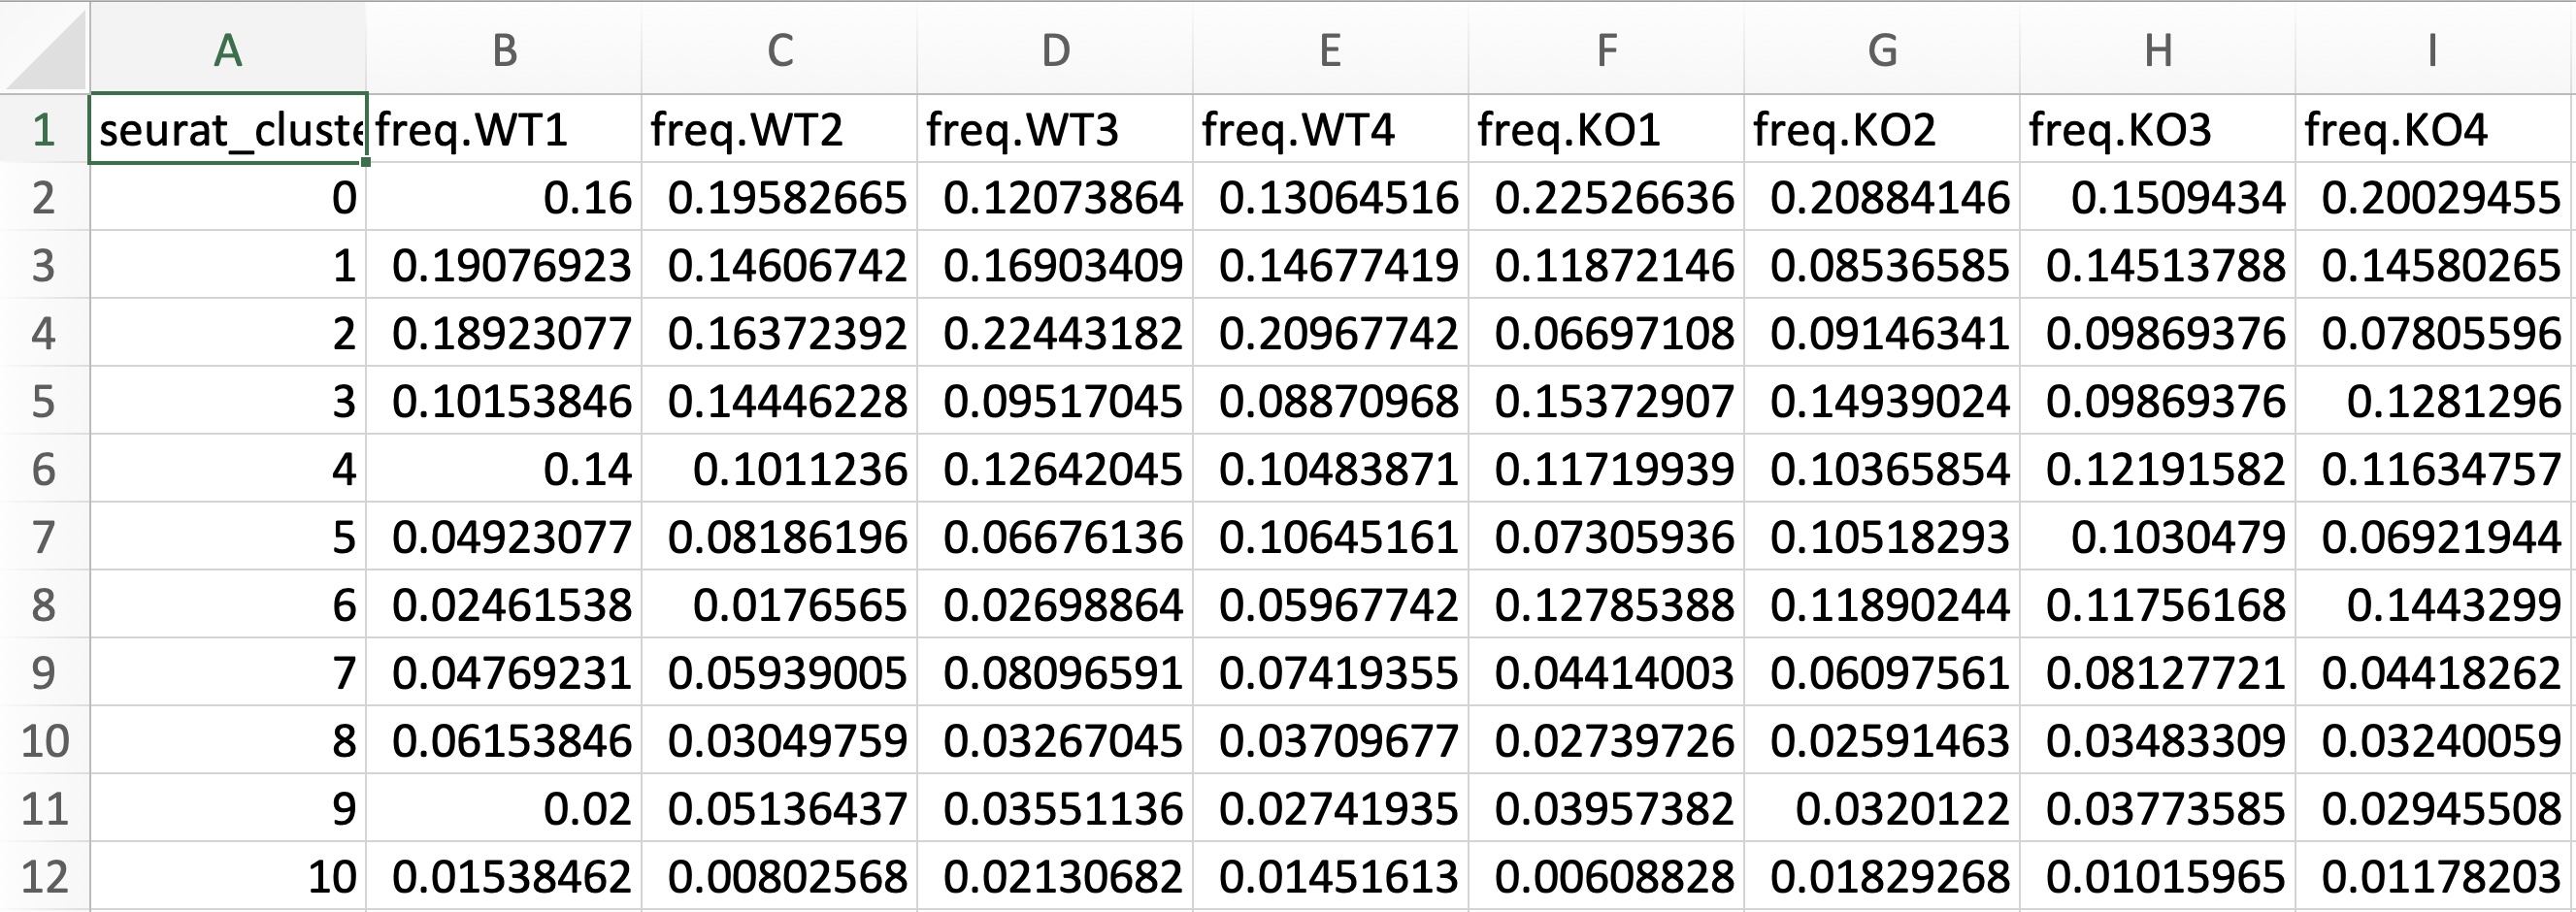 A B C D E F G H I
1 seurat_cluste freq.WT1 freq.WT2 freq.WT3 freq.WT4 freq.KO1 freq.KO2 freq.KO3 freq.KO4
2 0 0.16 0.19582665 0.12073864 0.13064516 0.22526636 0.20884146 0.1509434 0.20029455
3 1 0.19076923 0.14606742 0.16903409 0.14677419 0.11872146 0.08536585 0.14513788 0.14580265
4 2 0.18923077 0.16372392 0.22443182 0.20967742 0.06697108 0.09146341 0.09869376 0.07805596
5 3 0.10153846 0.14446228 0.09517045 0.08870968 0.15372907 0.14939024 0.09869376 0.1281296
6 4 0.14 0.1011236 0.12642045 0.10483871 0.11719939 0.10365854 0.12191582 0.11634757
7 5 0.04923077 0.08186196 0.06676136 0.10645161 0.07305936 0.10518293 0.1030479 0.06921944
8 6 0.02461538 0.0176565 0.02698864 0.05967742 0.12785388 0.11890244 0.11756168 0.1443299
9 7 0.04769231 0.05939005 0.08096591 0.07419355 0.04414003 0.06097561 0.08127721 0.04418262
10 8 0.06153846 0.03049759 0.03267045 0.03709677 0.02739726 0.02591463 0.03483309 0.03240059
11 9 0.02 0.05136437 0.03551136 0.02741935 0.03957382 0.0320122 0.03773585 0.02945508
12 10 0.01538462 0.00802568 0.02130682 0.01451613 0.00608828 0.01829268 0.01015965 0.01178203